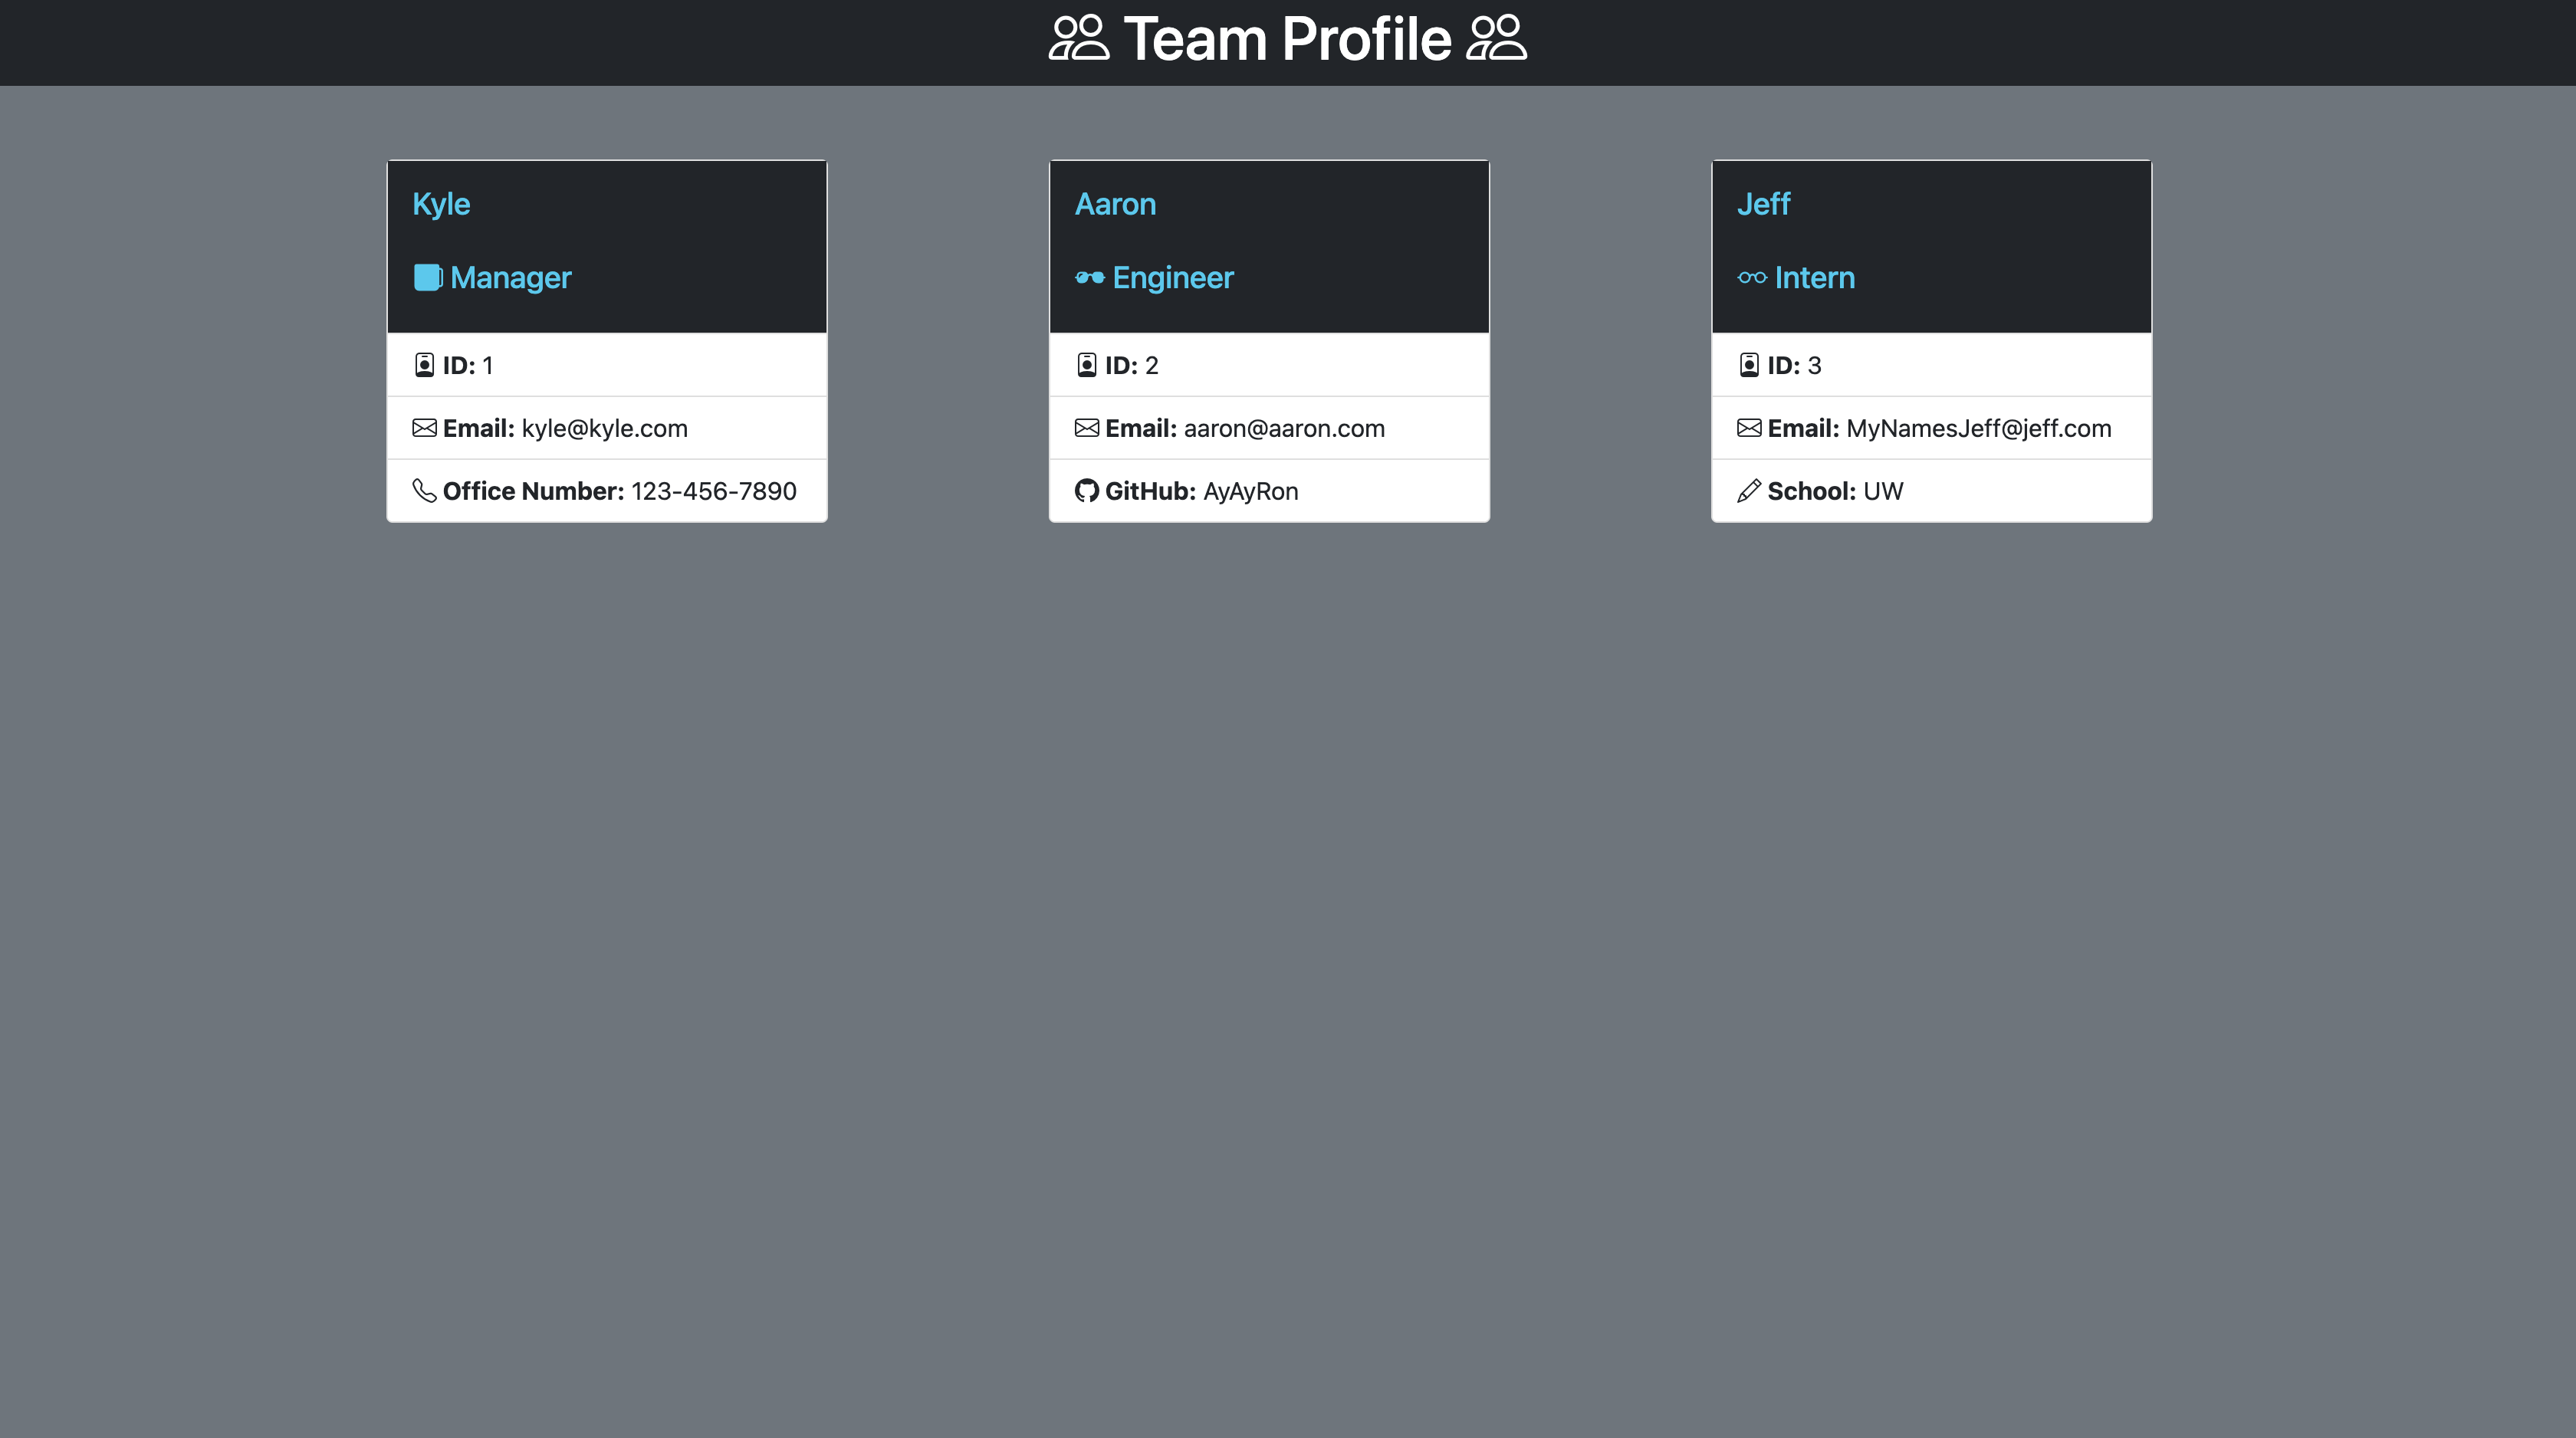 Team Profile
Kyle
Manager
ID: 1
Email: kyle@kyle.com
Office Number: 123-456-7890
Aaron
Engineer
ID: 2
Email: aaron@aaron.com
GitHub: AyAyRon
Jeff
Intern
ID: 3
Email: MyNamesJeff@jeff.com
School: UW